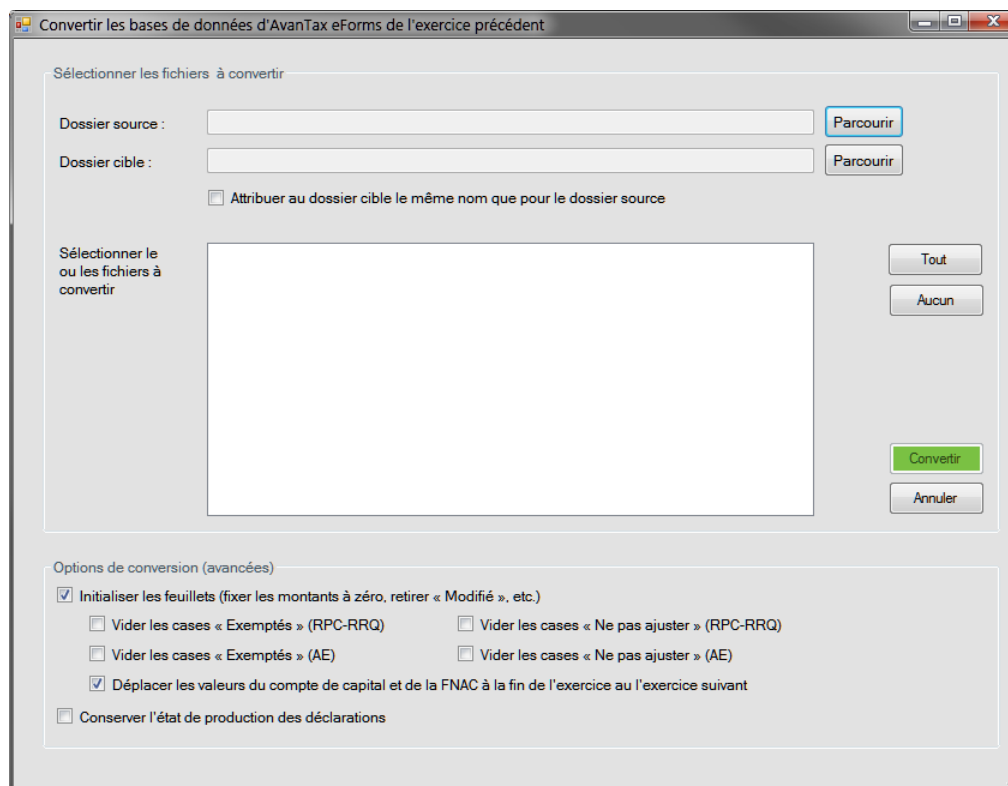 Convertir les bases de données d'AvanTax eForms de l'exercice précédent
Sélectionner les fichiers à convertir
Dossier source :
Parcourir
Dossier cible :
Parcourir
Attribuer au dossier cible le même nom que pour le dossier source
Sélectionner le
ou les fichiers à
convertir
Tout
Aucun
Convertir
Annuler
Options de conversion (avancées)
Initialiser les feuillets (fixer les montants à zéro, retirer « Modifié », etc.)
Vider les cases « Exemptés » (RPC-RRQ) Vider les cases « Ne pas ajuster » (RPC-RRQ)
Vider les cases « Exemptés » (AE) Vider les cases « Ne pas ajuster » (AE)
Déplacer les valeurs du compte de capital et de la FNAC à la fin de l'exercice au l'exercice suivant
Conserver l'état de production des déclarations